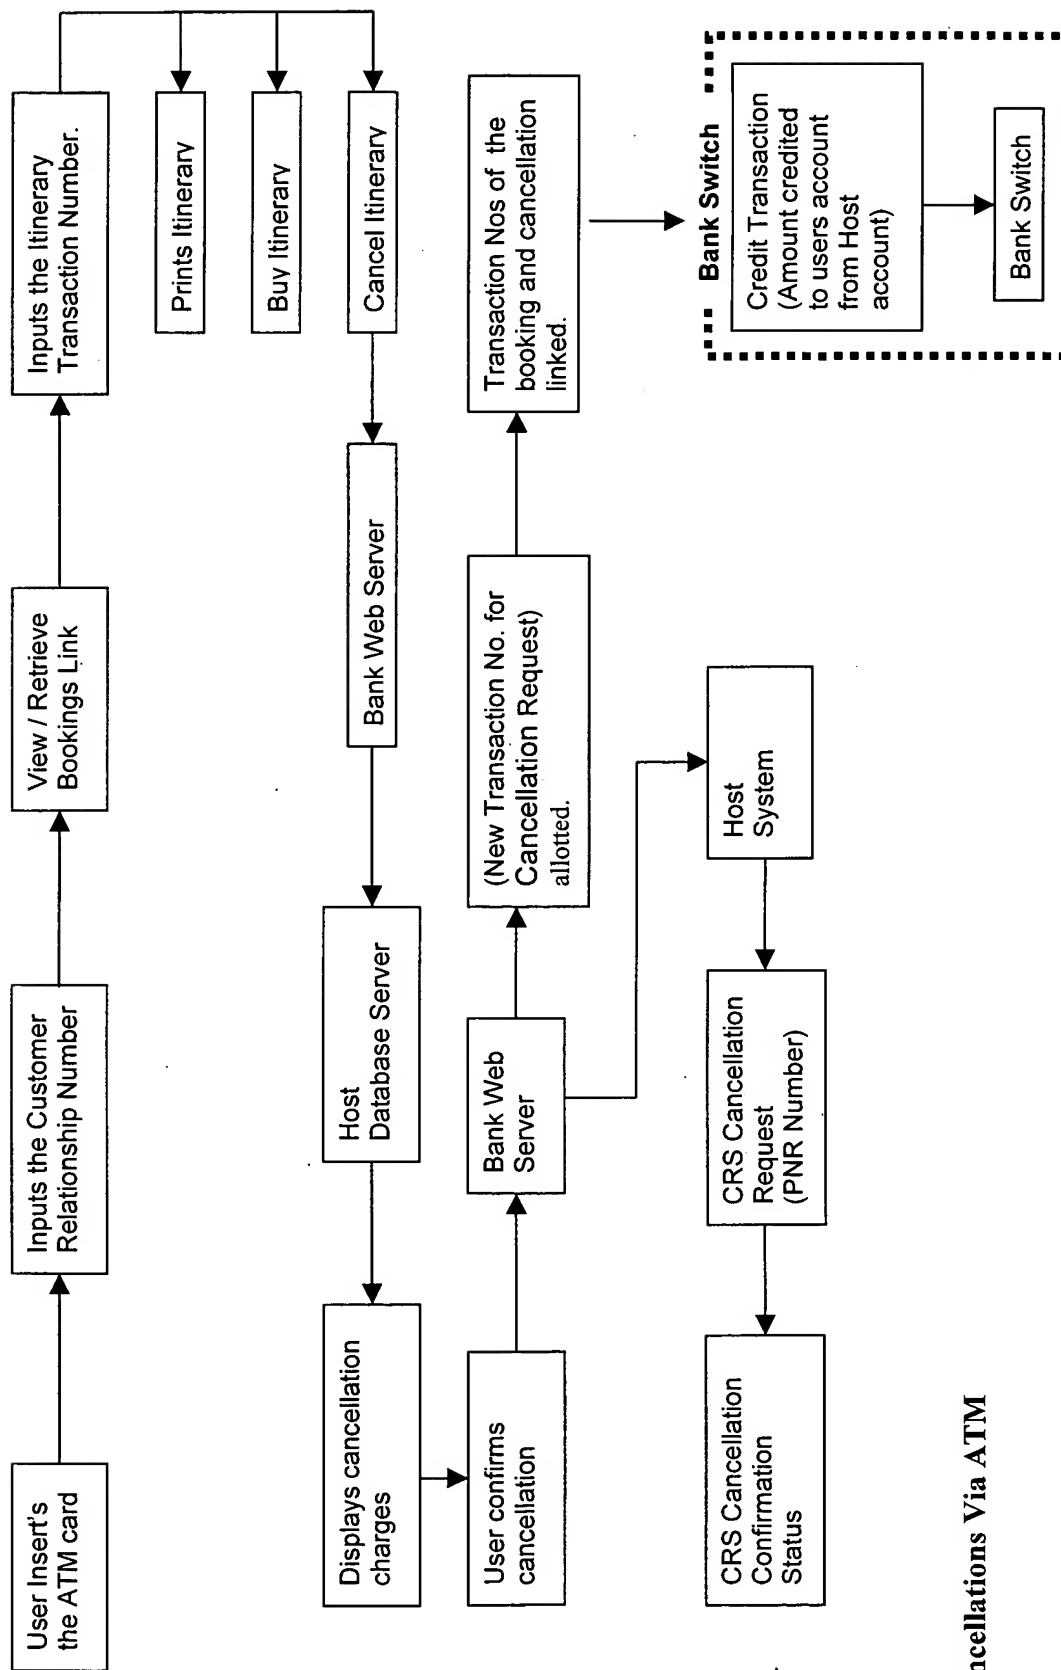 User Insert's
the ATM card
Inputs the Customer
Relationship Number
View / Retrieve
Bookings Link
Inputs the Itinerary
Transaction Number.
Prints Itinerary
Buy Itinerary
Cancel Itinerary
Bank Web Server
Host
Database Server
Displays cancellation
charges
User confirms
cancellation
Bank Web
Server
(New Transaction No. for
Cancellation Request)
allotted.
Transaction Nos of the
booking and cancellation
linked.
Bank Switch
Credit Transaction
(Amount credited
to users account
from Host
account)
Bank Switch
Host
System
CRS Cancellation
Request
(PNR Number)
CRS Cancellation
Confirmation
Status
Via ATM